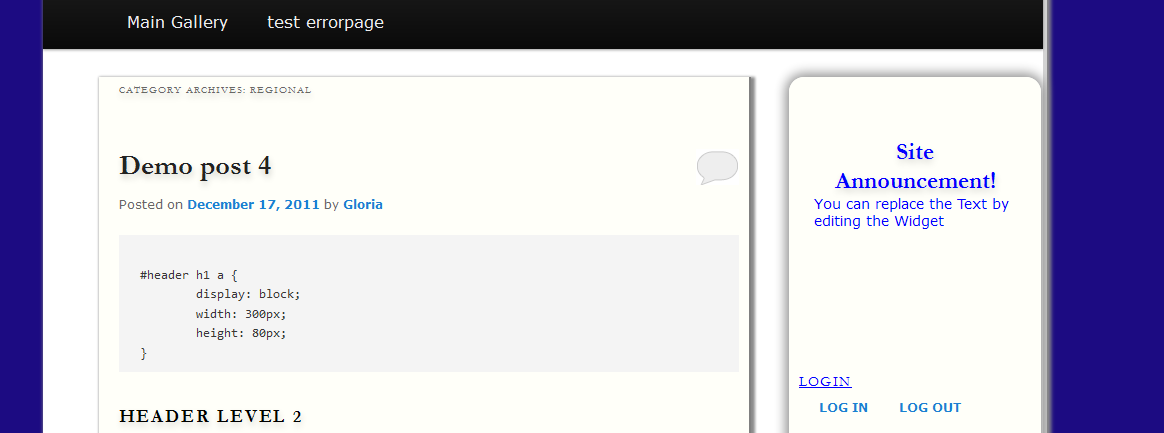 Main Gallery test errorpage
CATEGORY ARCHIVES: REGIONAL
Demo post 4
Posted on December 17, 2011 by Gloria
#header h1 a {
display: block;
width: 300px;
height: 80px;
}
HEADER LEVEL 2
Site
Announcement!
You can replace the Text by
editing the Widget
LOGIN
LOG IN LOG OUT